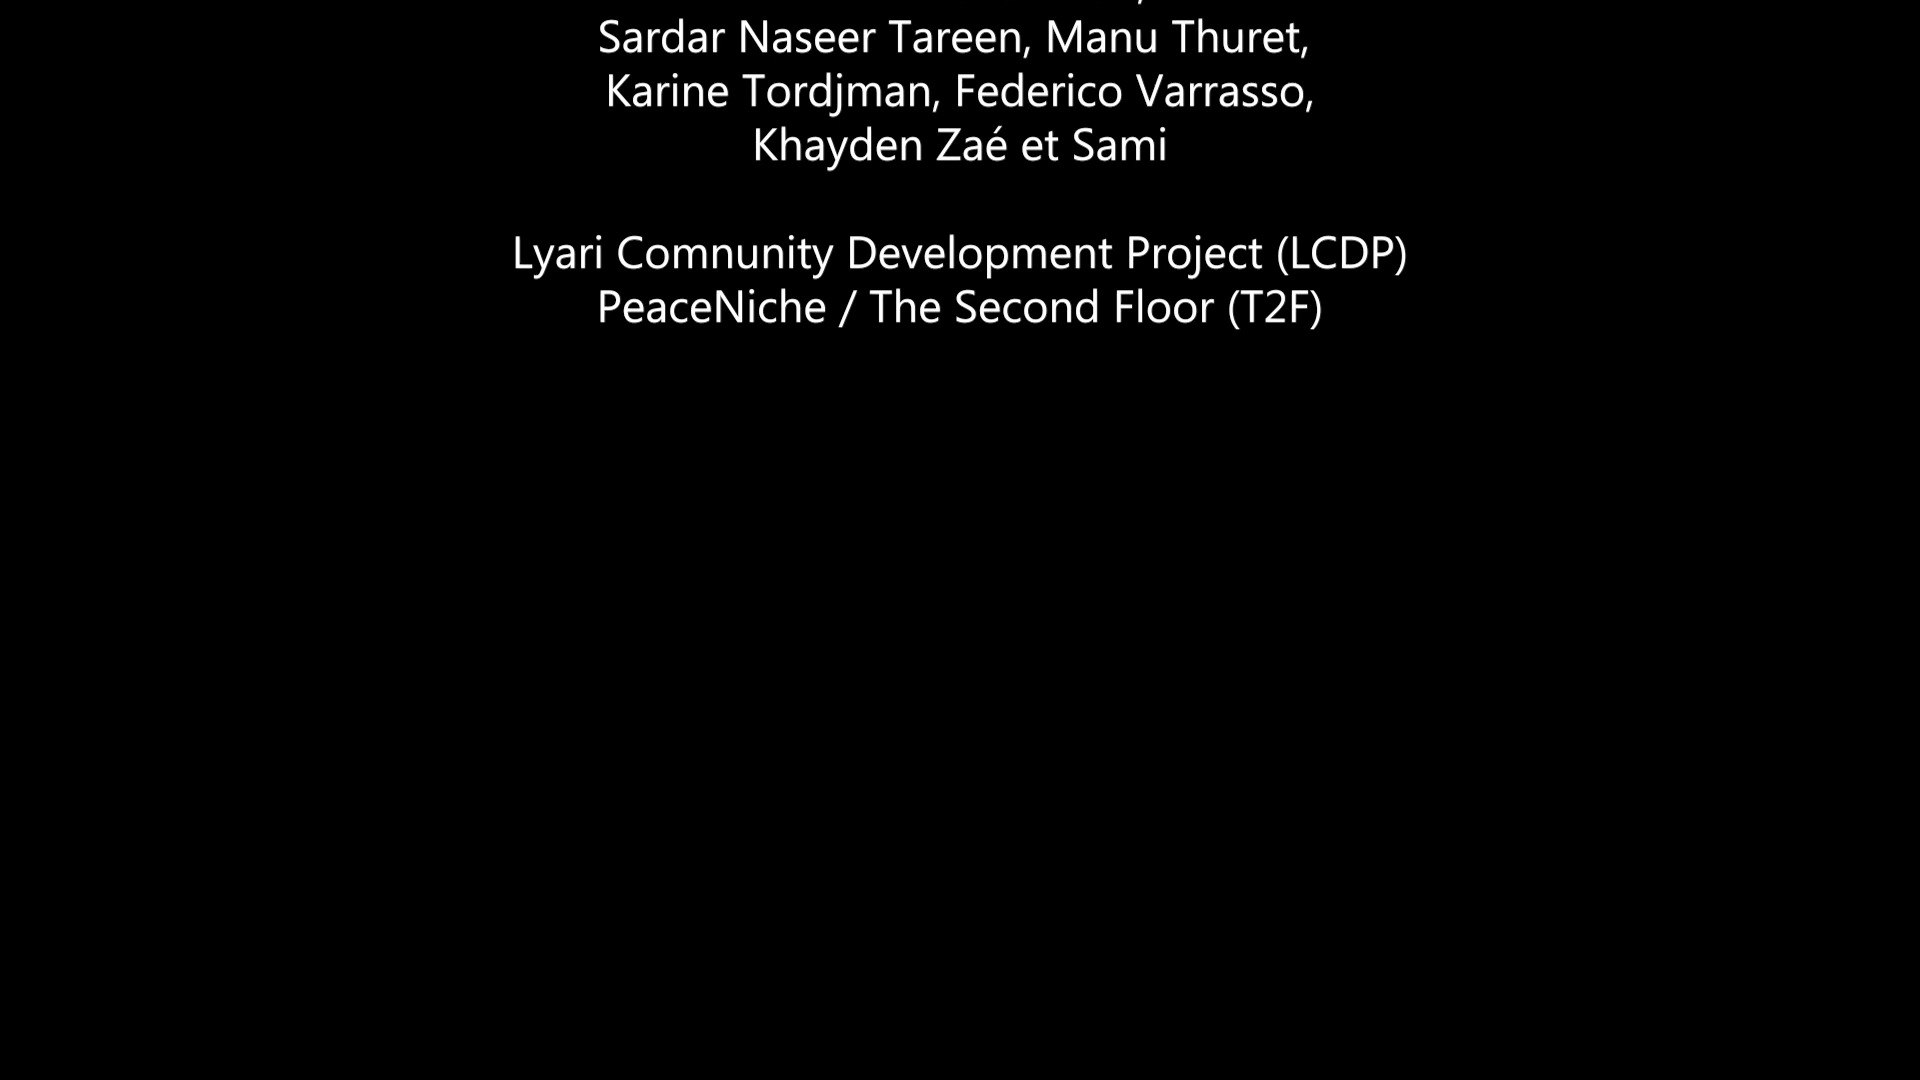 Sardar Naseer Tareen, Manu Thuret,
Karine Tordjman, Federico Varrasso,
Khayden Zaé et Sami
Lyari Comnunity Development Project (LCDP)
PeaceNiche / The Second Floor (T2F)